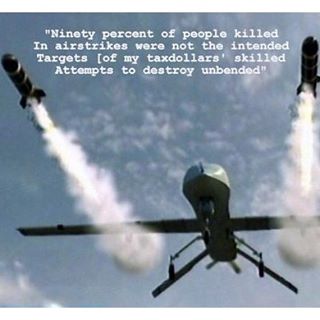 "Ninety percent of people killed
In airstrikes were not the intended
Targets [of my taxdollars' skilled
Attempts to destroy unbended"